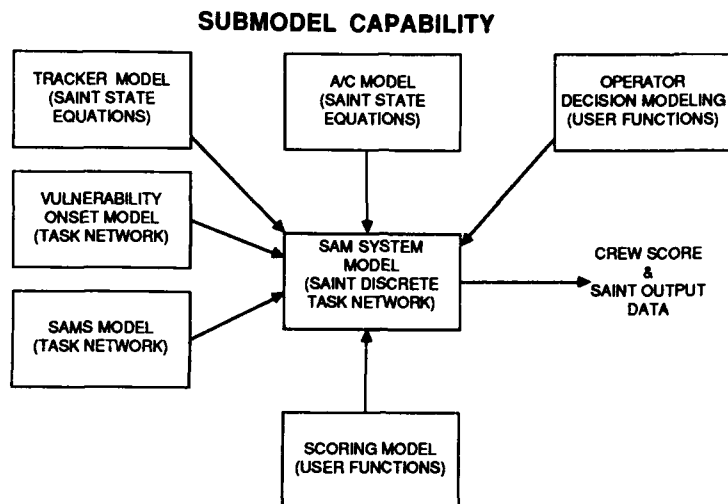 SUBMODEL CAPABILITY
TRACKER MODEL
(SAINT STATE
EQUATIONS)
A/C MODEL
(SAINT STATE
EQUATIONS)
OPERATOR
DECISION MODELING
(USER FUNCTIONS)
VULNERABILITY
ONSET MODEL
(TASK NETWORK)
SAM SYSTEM
MODEL
(SAINT DISCRETE
TASK NETWORK)
CREW SCORE
&
SAINT OUTPUT
DATA
SAMS MODEL
(TASK NETWORK)
SCORING MODEL
(USER FUNCTIONS)